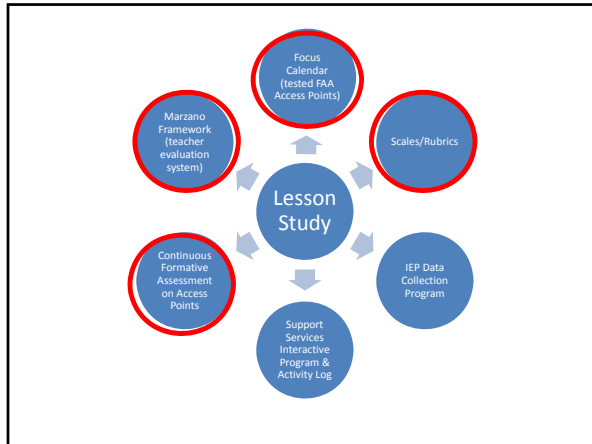 Focus
Calendar
(tested FAA
Access Points)
Marzano
Framework
(teacher
evaluation
system)
Scales/Rubrics
Lesson
Study
Continuous
Formative
Assessment
on Access
Points
IEP Data
Collection
Program
Support
Services
Interactive
Program &
Activity Log